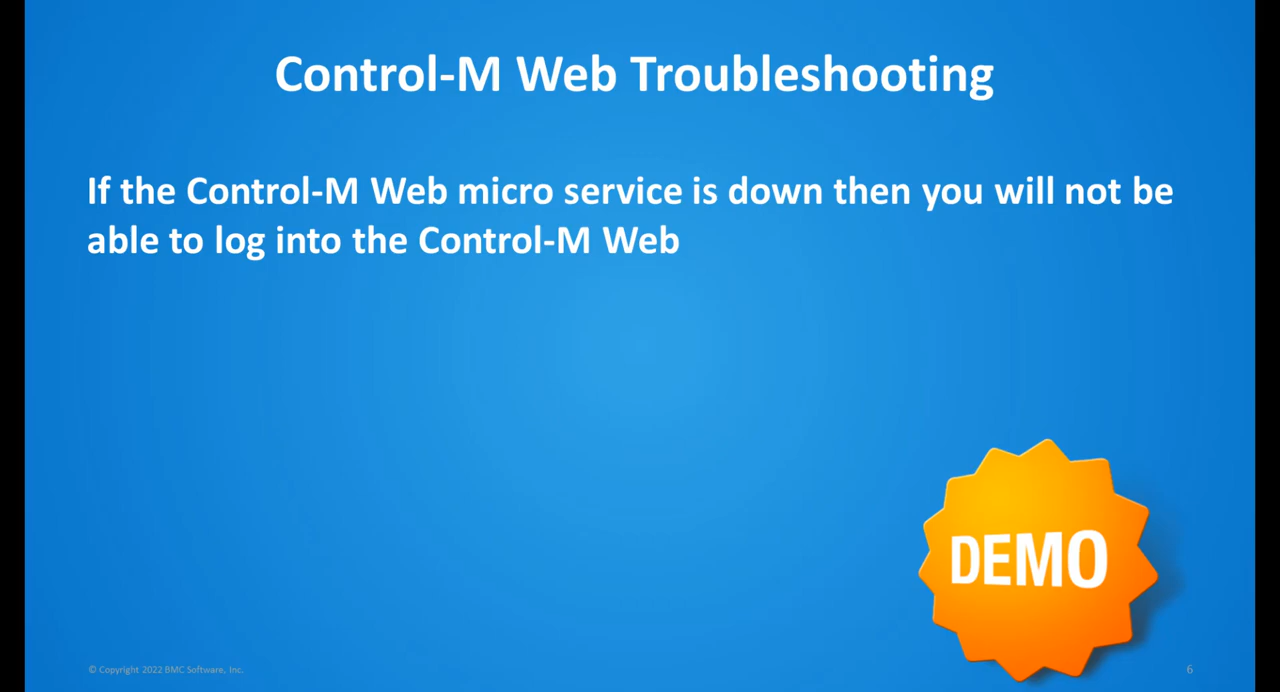 Control-M Web Troubleshooting
If the Control-M Web micro service is down then you will not be
able to log into the Control-M Web
DEMO
© Copyright 2022 BMC Software, Inc.
6